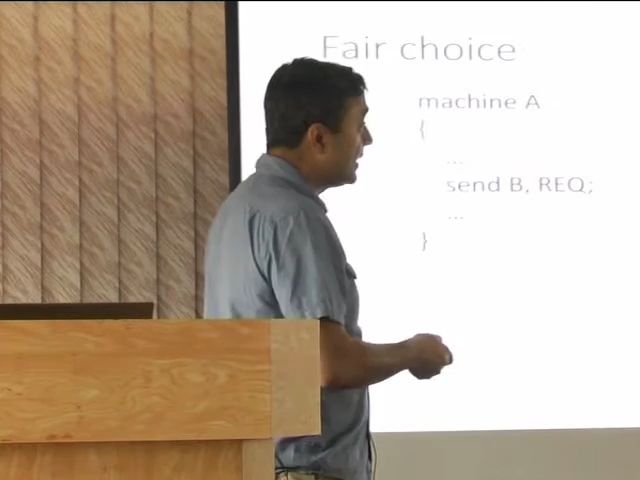 Fair choice
machine A
{
...
send B, REQ;
...
}